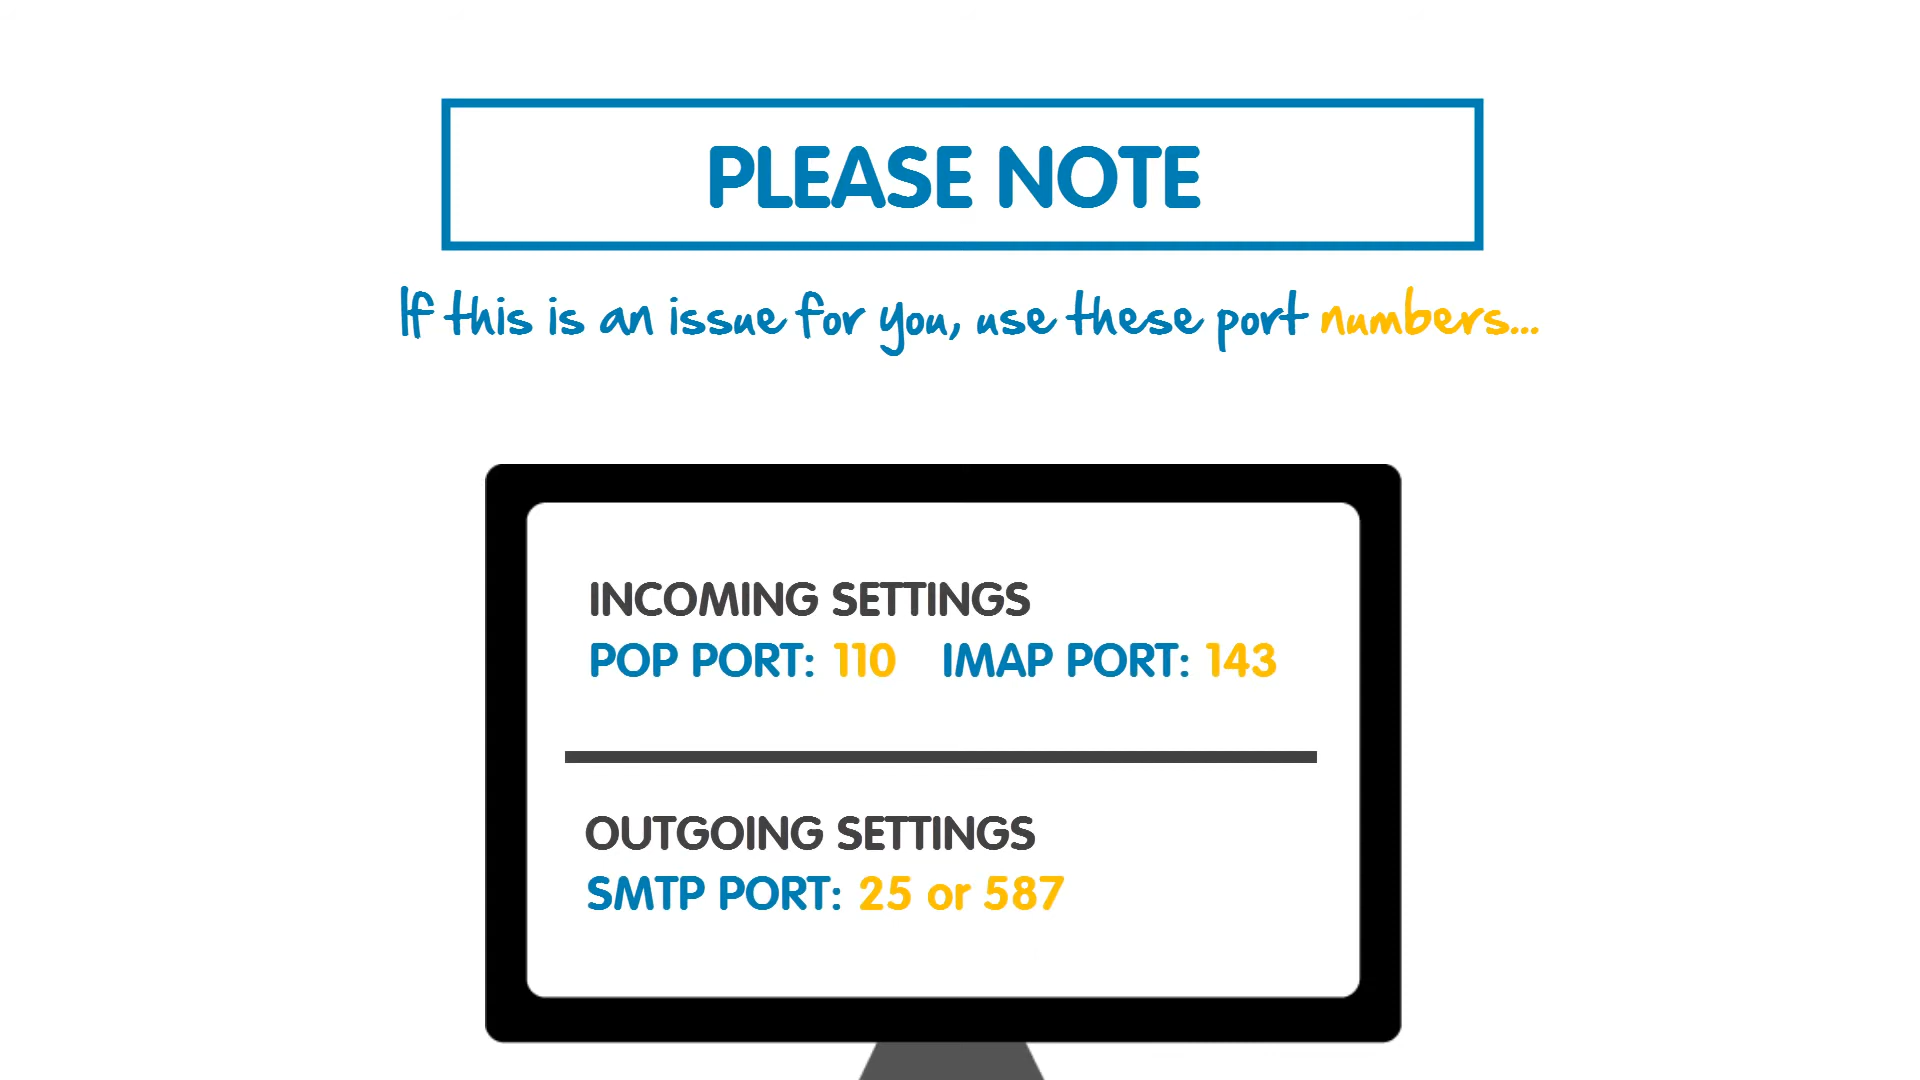 PLEASE NOTE
If this is an issue for you, use these port numbers...
INCOMING SETTINGS
POP PORT: 110 IMAP PORT: 143
OUTGOING SETTINGS
SMTP PORT: 25 or 587